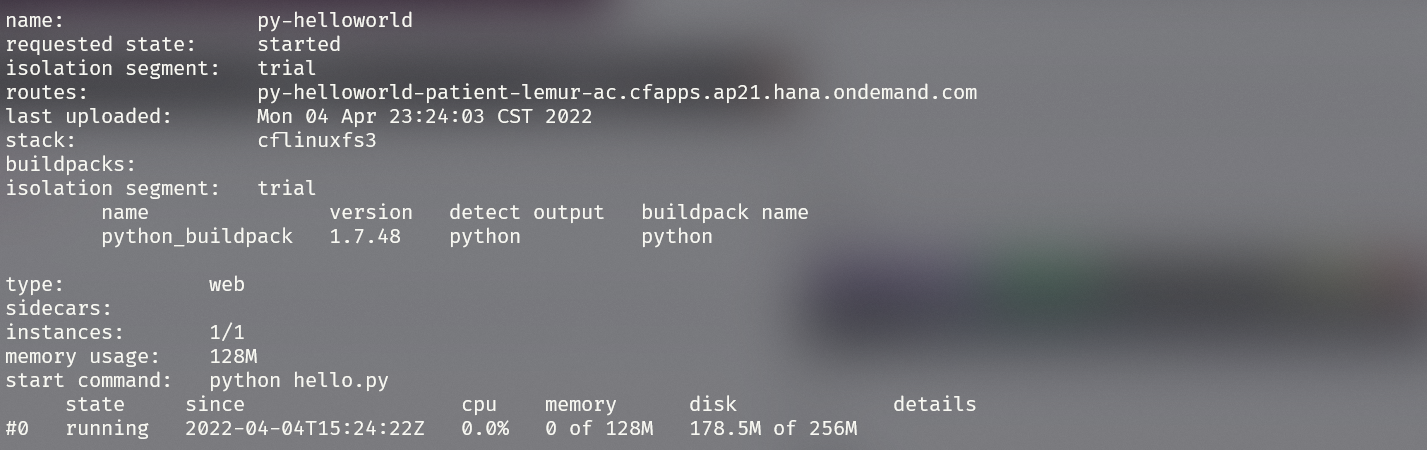 name:                py-helloworld
requested state:     started
isolation segment:   trial
routes:              py-helloworld-patient-lemur-ac.cfapps.ap21.hana.ondemand.com
last uploaded:       Mon 04 Apr 23:24:03 CST 2022
stack:               cflinuxfs3
buildpacks:
isolation segment:   trial
        name               version   detect output   buildpack name
        python_buildpack   1.7.48    python          python

type:            web
sidecars:
instances:       1/1
memory usage:    128M
start command:   python hello.py
     state     since                  cpu    memory      disk             details
#0   running   2022-04-04T15:24:22Z   0.0%   0 of 128M   178.5M of 256M